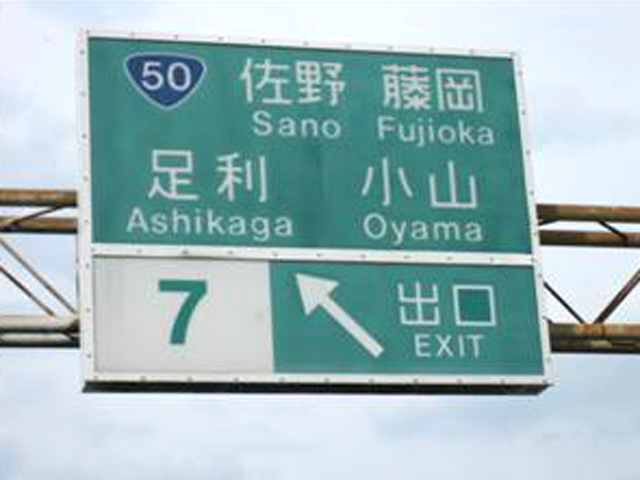 50 佐野 藤岡
Sano Fujioka
足利 小山
Ashikaga Oyama
7 出口
EXIT